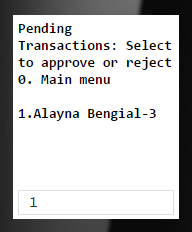 Pending
Transactions: Select
to approve or reject
0. Main menu
1.Alayna Bengial-3
1